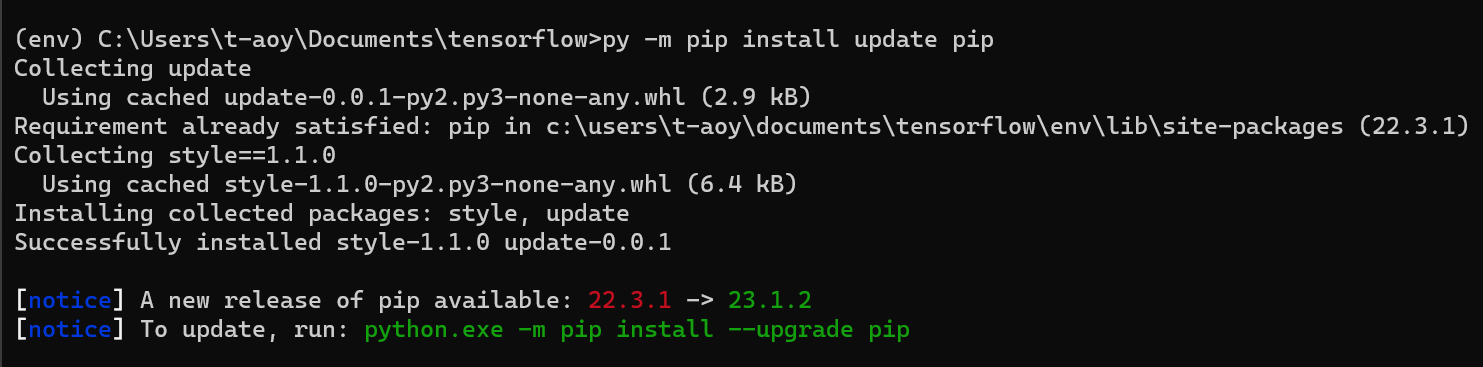 (env) C:\Users\t-aoy\Documents\tensorflow>py -m pip install update pip
Collecting update
  Using cached update-0.0.1-py2.py3-none-any.whl (2.9 kB)
Requirement already satisfied: pip in c:\users\t-aoy\documents\tensorflow\env\lib\site-packages (22.3.1)
Collecting style==1.1.0
  Using cached style-1.1.0-py2.py3-none-any.whl (6.4 kB)
Installing collected packages: style, update
Successfully installed style-1.1.0 update-0.0.1
[notice] A new release of pip available: 22.3.1 -> 23.1.2
[notice] To update, run: python.exe -m pip install --upgrade pip